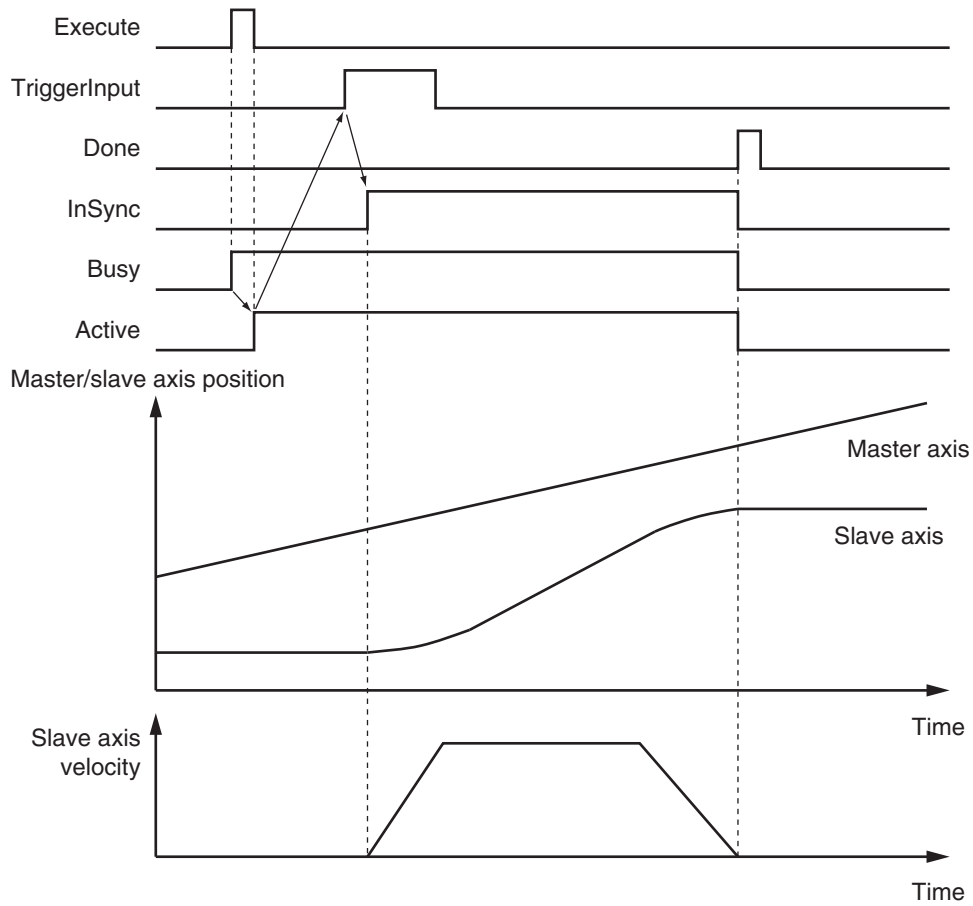 Execute
TriggerInput
Done
InSync
Busy
Active
Master/slave axis position
Master axis
Slave axis
Time
Slave axis
velocity
Time